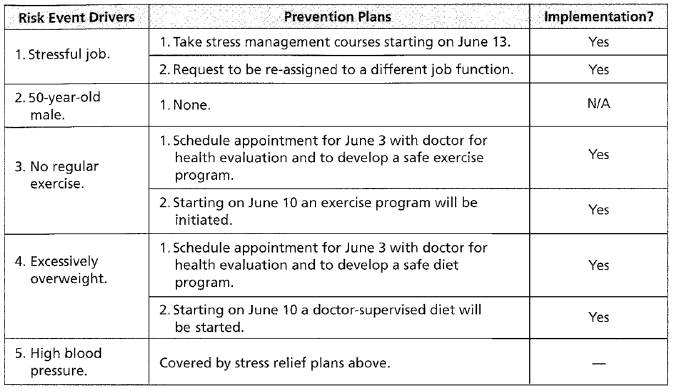 Risk Event Drivers Prevention Plans Implementation?
1. Stressful job. 1. Take stress management courses starting on June 13. Yes
2. Request to be re-assigned to a different job function. Yes
2. 50-year-old
male. 1. None. N/A
3. No regular
exercise. 1. Schedule appointment for June 3 with doctor for
health evaluation and to develop a safe exercise
program. Yes
2. Starting on June 10 an exercise program will be
initiated. Yes
4. Excessively
overweight. 1. Schedule appointment for June 3 with doctor for
health evaluation and to develop a safe diet
program. Yes
2. Starting on June 10 a doctor-supervised diet will
be started. Yes
5. High blood
pressure. Covered by stress relief plans above. —